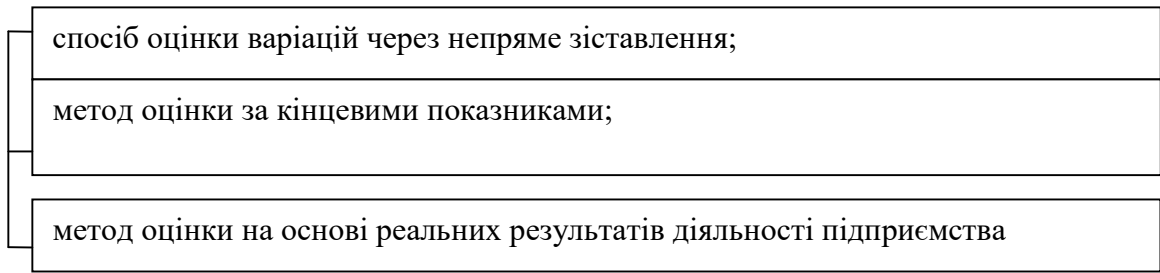 спосіб оцінки варіацій через непряме зіставлення;
метод оцінки за кінцевими показниками;
метод оцінки на основі реальних результатів діяльності підприємства